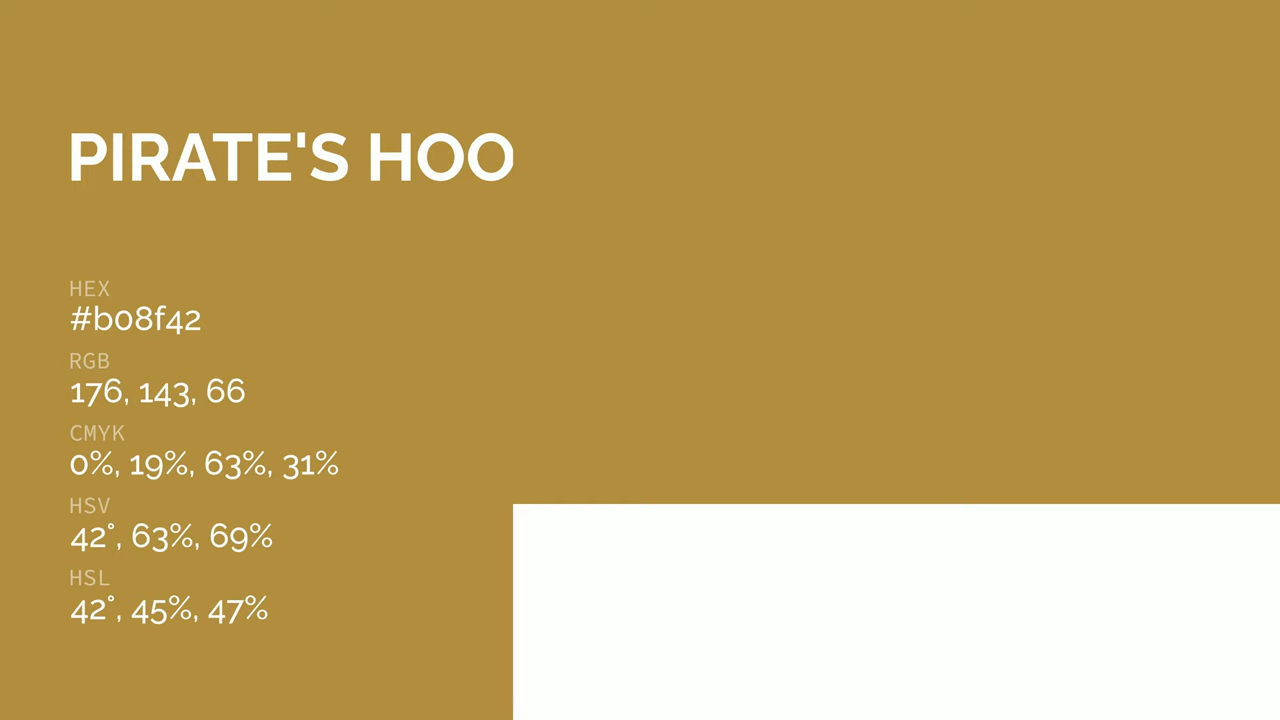 PIRATE'S HOO
HEX
#b08f42
RGB
176, 143, 66
CMYK
0%, 19%, 63%, 31%
HSV
42°, 63%, 69%
HSL
42°, 45%, 47%